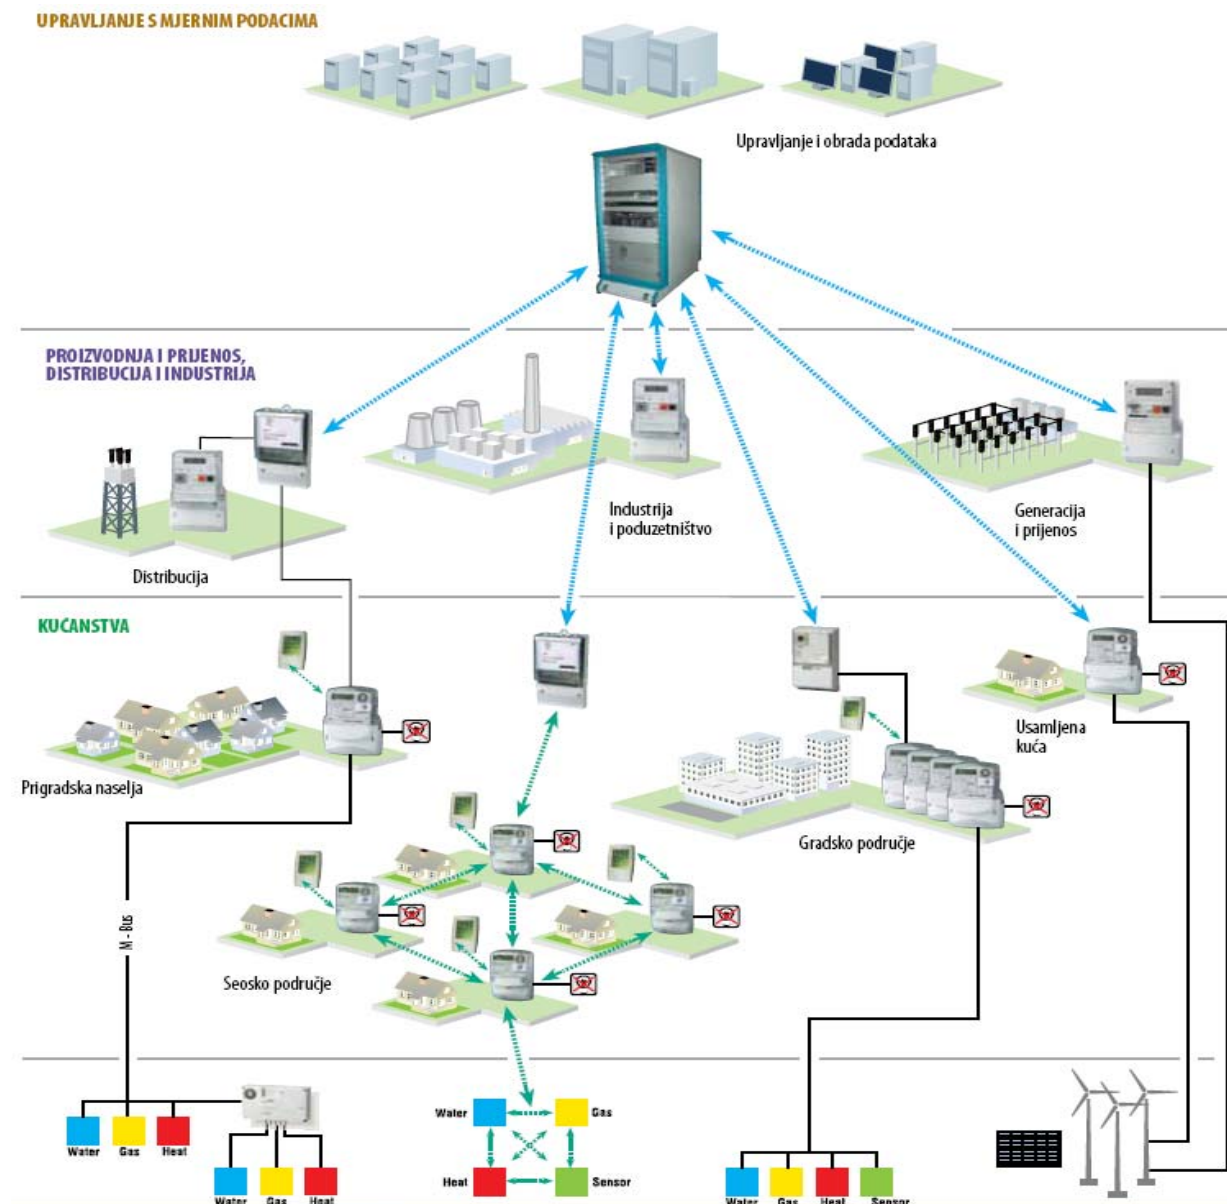 UPRAVLJANJE S MJERNIM PODACIMA
Upravljanje i obrada podataka
PROIZVODNJA I PRIJENOS,
DISTRIBUCIJA I INDUSTRIJA
Industrija
i poduzetništvo
Generacija
i prijenos
Distribucija
KUĆANSTVA
Usamljena
kuća
Prigradska naselja
Gradsko područje
M - Bus
Seosko područje
Water
Gas
Heat
Water
Gas
Heat
Water
Gas
Heat
Sensor
Water
Gas
Heat
Sensor